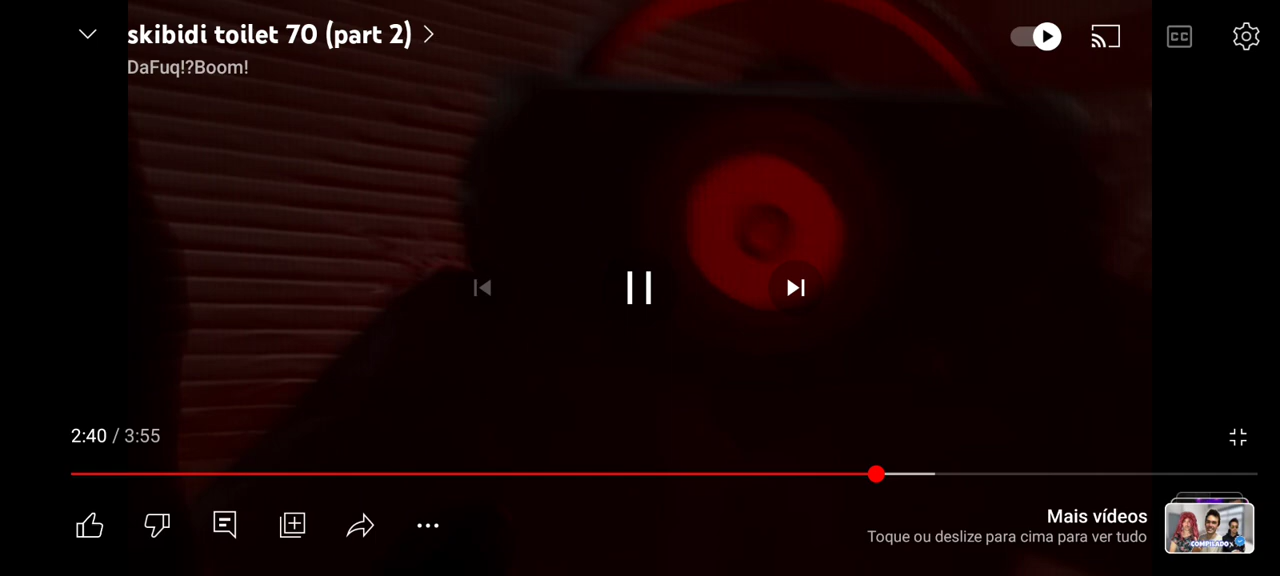 skibidi toilet 70 (part 2)
DaFuq!?Boom!
CC
2:40 / 3:55
Mais vídeos
Toque ou deslize para cima para ver tudo
COMPILADO